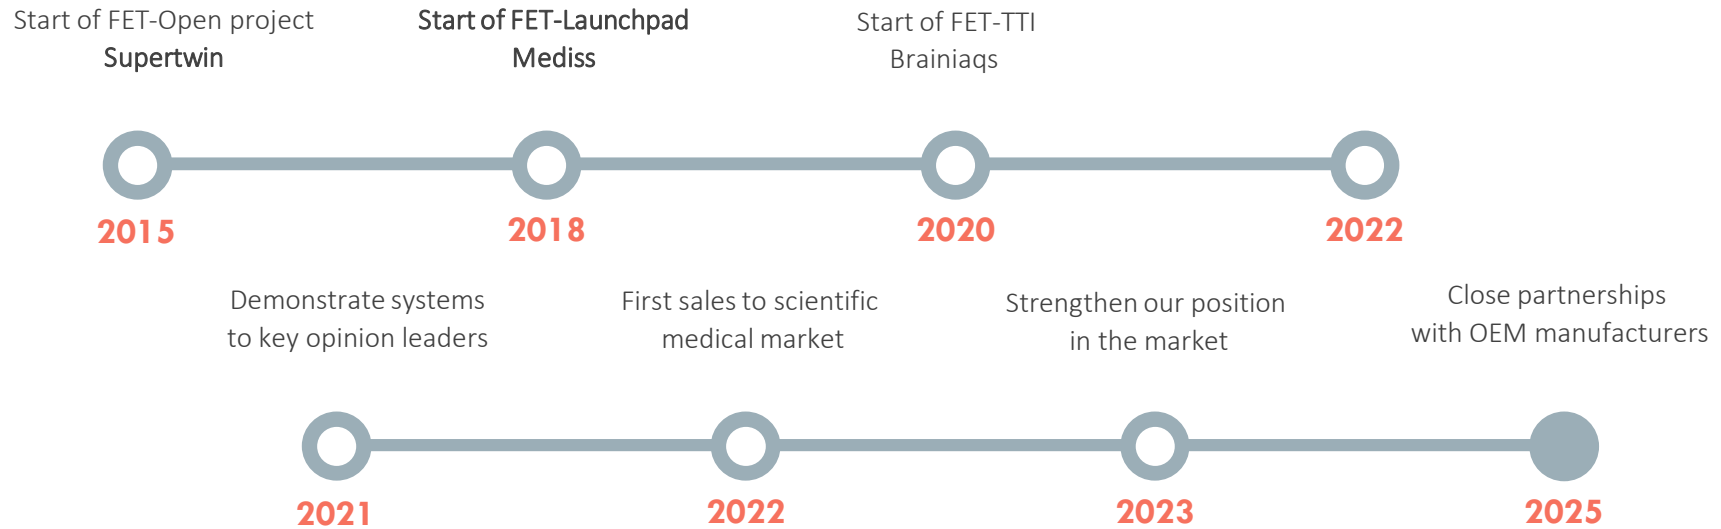 Start of FET-Open project
Supertwin
Start of FET-Launchpad
Mediss
Start of FET-TTI
Brainiaqs
2015
2018
2020
2022
Demonstrate systems
to key opinion leaders
First sales to scientific
medical market
Strengthen our position
in the market
Close partnerships
with OEM manufacturers
2021
2022
2023
2025